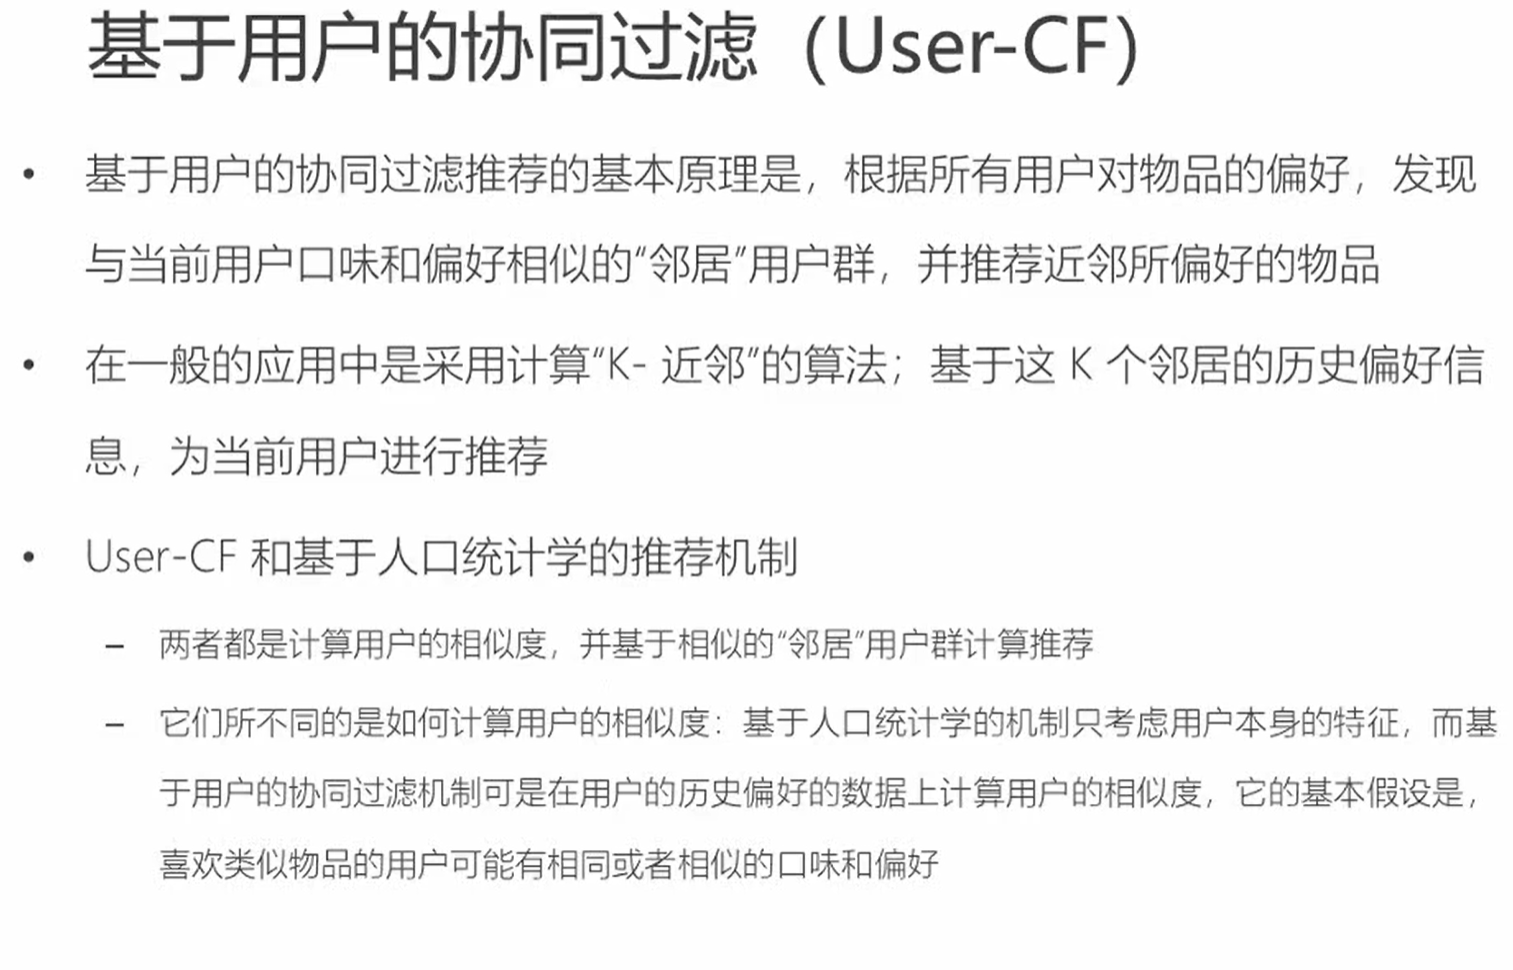 基于用户的协同过滤（User-CF）
• 基于用户的协同过滤推荐的基本原理是，根据所有用户对物品的偏好，发现
与当前用户口味和偏好相似的“邻居”用户群，并推荐近邻所偏好的物品
• 在一般的应用中是采用计算“K- 近邻”的算法；基于这 K 个邻居的历史偏好信
息，为当前用户进行推荐
• User-CF 和基于人口统计学的推荐机制
– 两者都是计算用户的相似度，并基于相似的“邻居”用户群计算推荐
– 它们所不同的是如何计算用户的相似度：基于人口统计学的机制只考虑用户本身的特征，而基
于用户的协同过滤机制可是在用户的历史偏好的数据上计算用户的相似度，它的基本假设是，
喜欢类似物品的用户可能有相同或者相似的口味和偏好